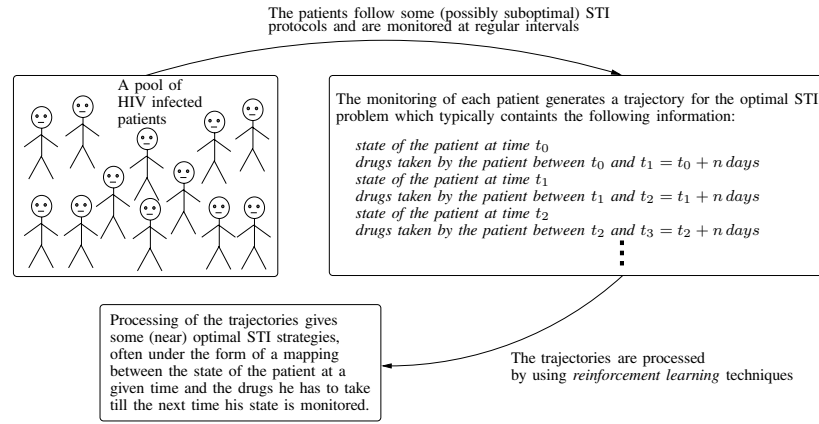 The patients follow some (possibly suboptimal) STI
protocols and are monitored at regular intervals
A pool of
HIV infected
patients
The monitoring of each patient generates a trajectory for the optimal STI
problem which typically containts the following information:
state of the patient at time t₀
drugs taken by the patient between t₀ and t₁ = t₀ + n days
state of the patient at time t₁
drugs taken by the patient between t₁ and t₂ = t₁ + n days
state of the patient at time t₂
drugs taken by the patient between t₂ and t₃ = t₂ + n days
Processing of the trajectories gives
some (near) optimal STI strategies,
often under the form of a mapping
between the state of the patient at a
given time and the drugs he has to take
till the next time his state is monitored.
The trajectories are processed
by using reinforcement learning techniques